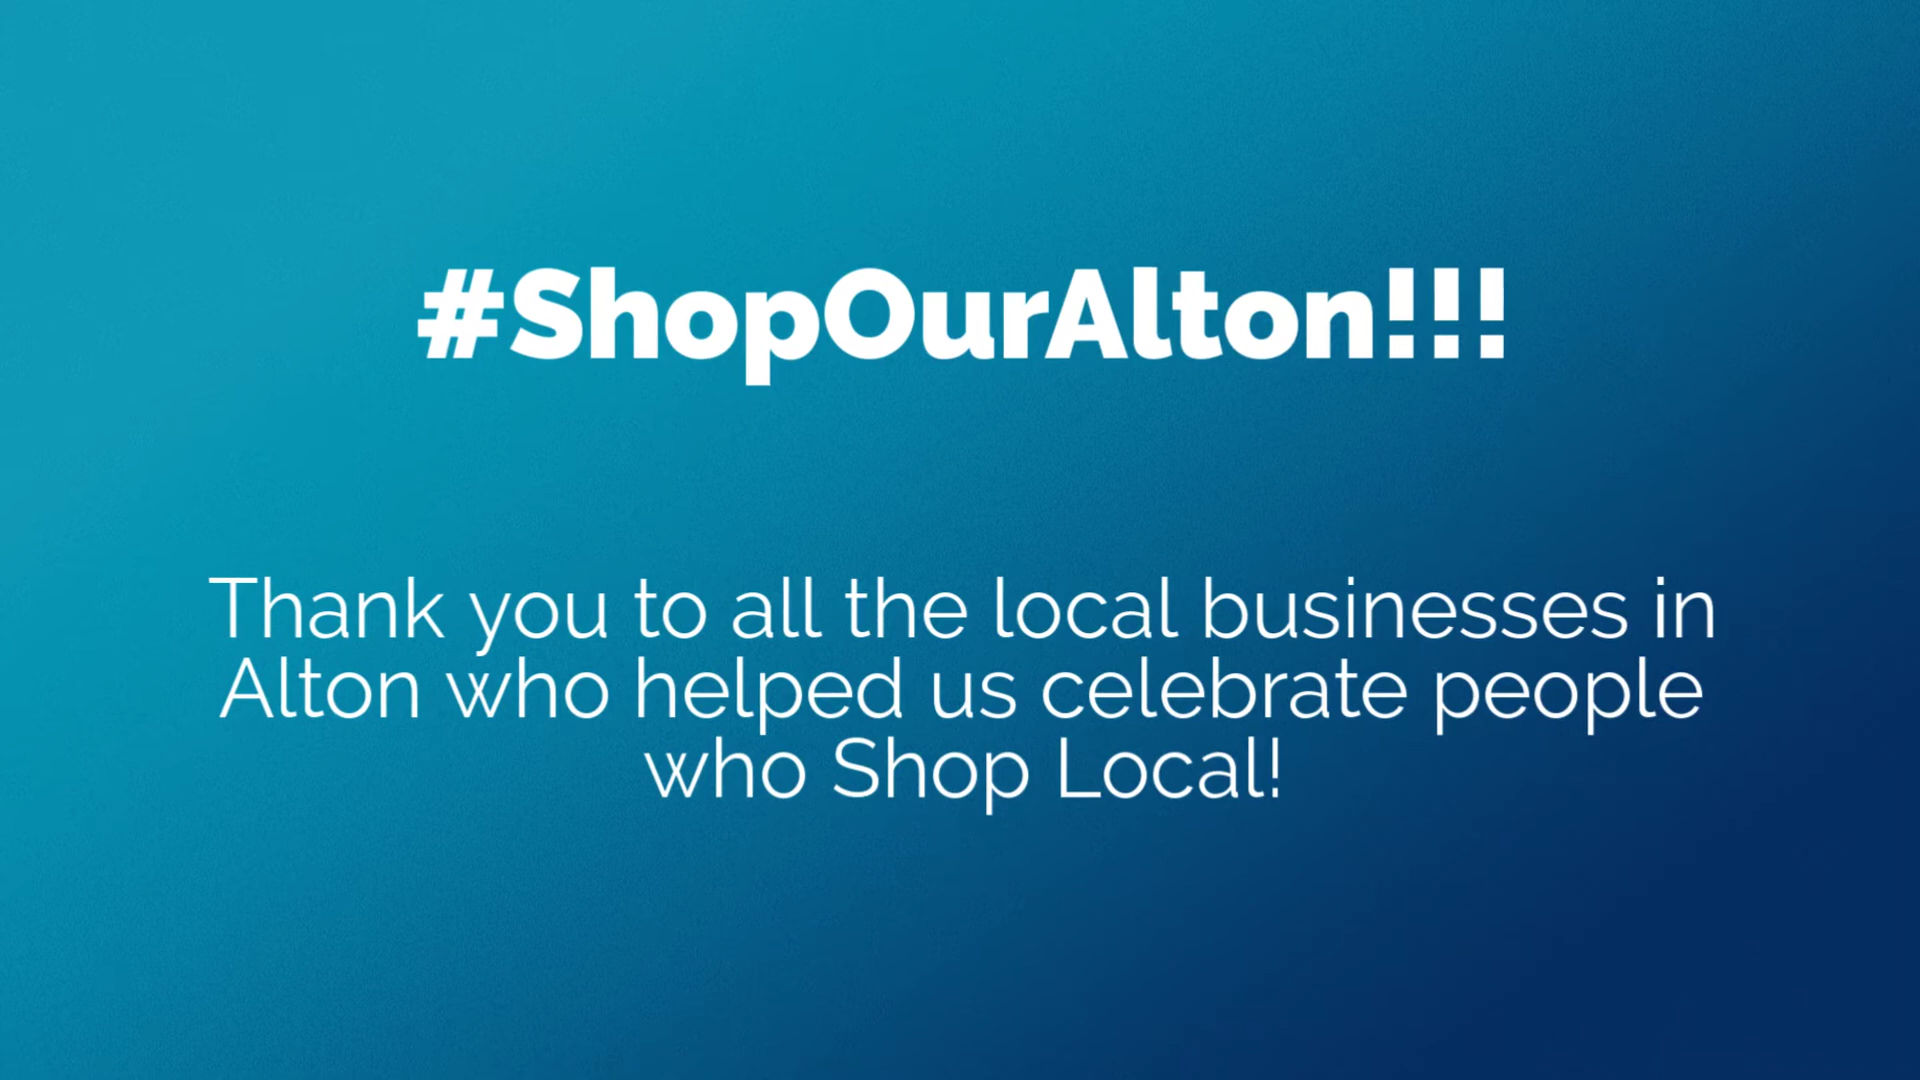 #ShopOurAlton!!!
Thank you to all the local businesses in
Alton who helped us celebrate people
who Shop Local!